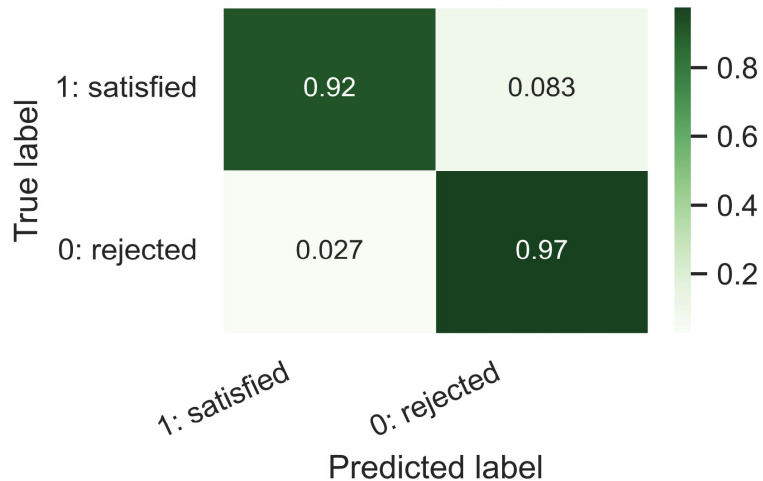 1: satisfied
0: rejected
True label
0.92
0.083
0.027
0.97
0.8
0.6
0.4
0.2
1: satisfied
0: rejected
Predicted label